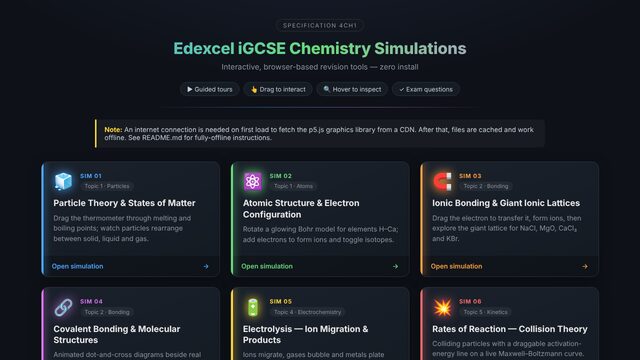 SPECIFICATION 4CH1
Edexcel iGCSE Chemistry Simulations
Interactive, browser-based revision tools — zero install
▶ Guided tours
👆 Drag to interact
🔍 Hover to inspect
✓ Exam questions
Note: An internet connection is needed on first load to fetch the p5.js graphics library from a CDN. After that, files are cached and work
offline. See README.md for fully-offline instructions.
SIM 01
Topic 1 · Particles
Particle Theory & States of Matter
Drag the thermometer through melting and
boiling points; watch particles rearrange
between solid, liquid and gas.
Open simulation →
SIM 02
Topic 1 · Atoms
Atomic Structure & Electron
Configuration
Rotate a glowing Bohr model for elements H–Ca;
add electrons to form ions and toggle isotopes.
Open simulation →
SIM 03
Topic 2 · Bonding
Ionic Bonding & Giant Ionic Lattices
Drag the electron to transfer it, form ions, then
explore the giant lattice for NaCl, MgO, CaCl₂
and KBr.
Open simulation →
SIM 04
Topic 2 · Bonding
Covalent Bonding & Molecular
Structures
Animated dot-and-cross diagrams beside real
SIM 05
Topic 4 · Electrochemistry
Electrolysis — Ion Migration &
Products
Ions migrate, gases bubble and metals plate
SIM 06
Topic 5 · Kinetics
Rates of Reaction — Collision Theory
Colliding particles with a draggable activation-
energy line on a live Maxwell–Boltzmann curve.